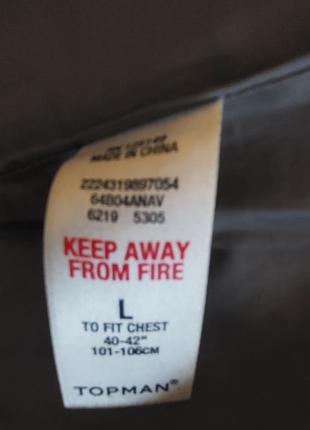 MADE IN CHINA
2224319897054
64B04ANAV
6219 5305
KEEP AWAY
FROM FIRE
L
TO FIT CHEST
40-42"
101-106CM
TOPMAN®